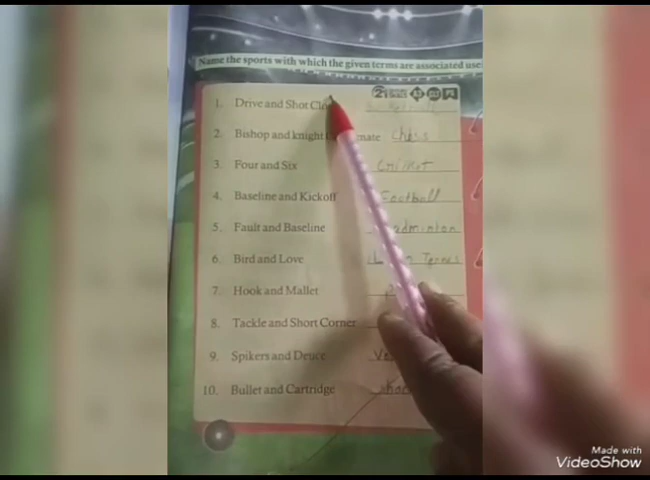 Name the sports with which the given terms are associated
1. Drive and Shot
2. Bishop and knight mate Chess
3. Four and Six Cricket
4. Baseline and Kickoff Football
5. Fault and Baseline
6. Bird and Love Tennes
7. Hook and Mallet
8. Tackle and Short Corner
9. Spikers and Deuce
10. Bullet and Cartridge
Made with
VideoShow